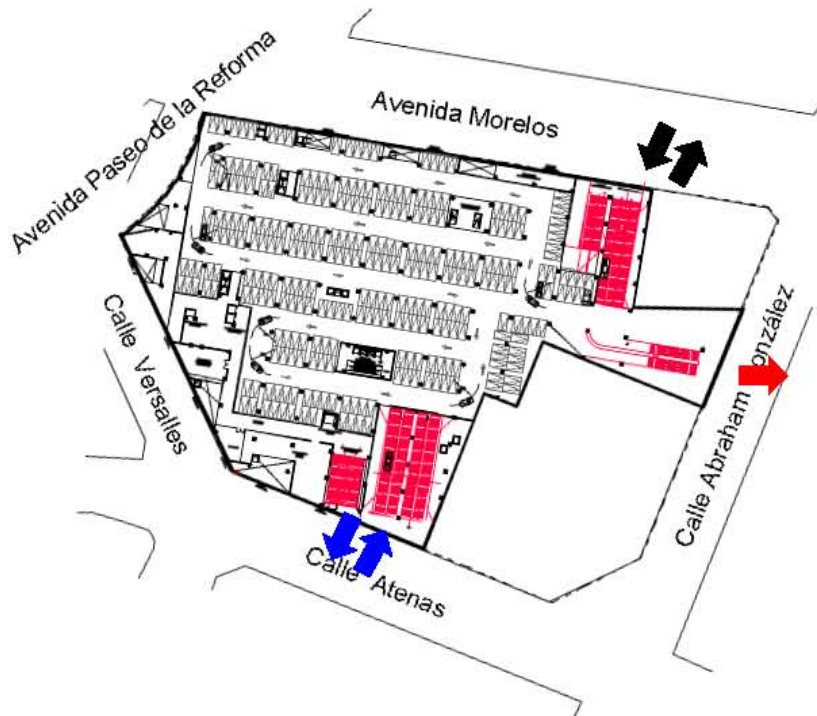 Avenida Paseo de la Reforma
Avenida Morelos
Calle Versalles
Calle Abraham González
Calle Atenas